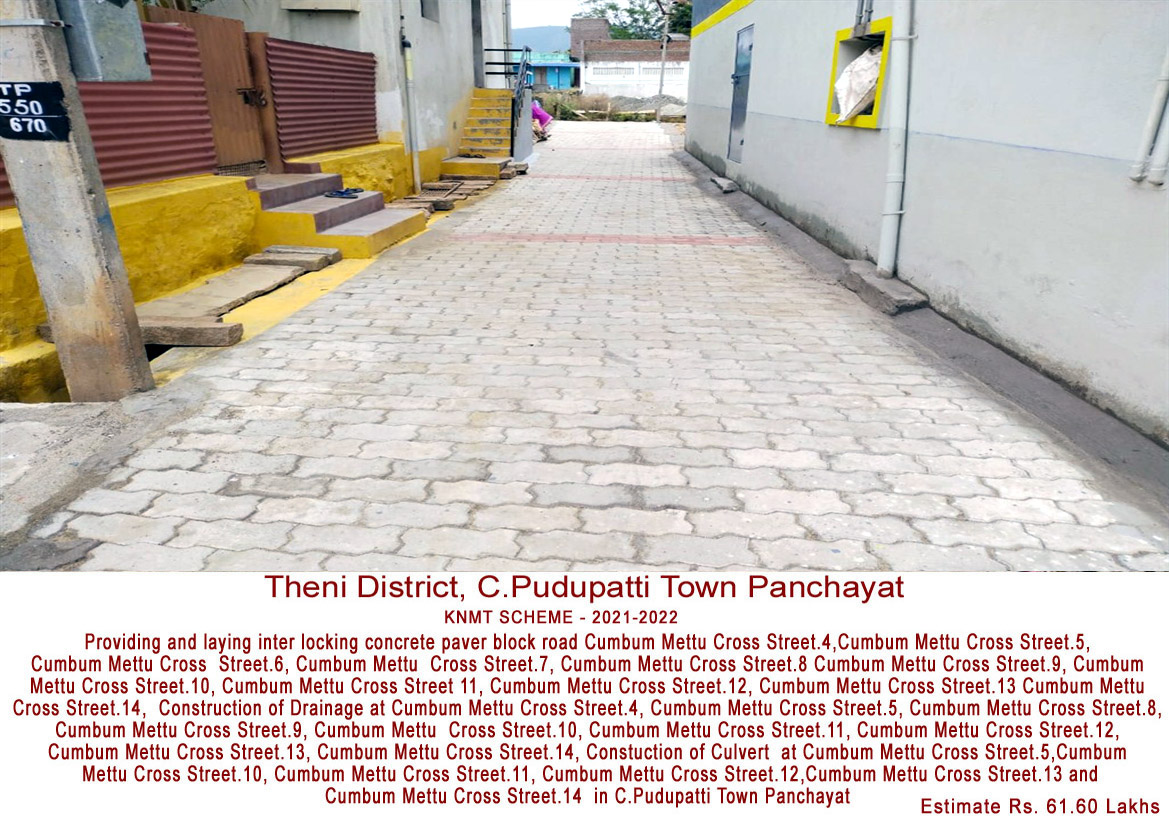 TP
550
670
Theni District, C.Pudupatti Town Panchayat
KNMT SCHEME - 2021-2022
Providing and laying inter locking concrete paver block road Cumbum Mettu Cross Street.4,Cumbum Mettu Cross Street.5,
Cumbum Mettu Cross Street.6, Cumbum Mettu Cross Street.7, Cumbum Mettu Cross Street.8 Cumbum Mettu Cross Street.9, Cumbum
Mettu Cross Street.10, Cumbum Mettu Cross Street 11, Cumbum Mettu Cross Street.12, Cumbum Mettu Cross Street.13 Cumbum Mettu
Cross Street.14, Construction of Drainage at Cumbum Mettu Cross Street.4, Cumbum Mettu Cross Street.5, Cumbum Mettu Cross Street.8,
Cumbum Mettu Cross Street.9, Cumbum Mettu Cross Street.10, Cumbum Mettu Cross Street.11, Cumbum Mettu Cross Street.12,
Cumbum Mettu Cross Street.13, Cumbum Mettu Cross Street.14, Constuction of Culvert at Cumbum Mettu Cross Street.5,Cumbum
Mettu Cross Street.10, Cumbum Mettu Cross Street.11, Cumbum Mettu Cross Street.12,Cumbum Mettu Cross Street.13 and
Cumbum Mettu Cross Street.14 in C.Pudupatti Town Panchayat
Estimate Rs. 61.60 Lakhs